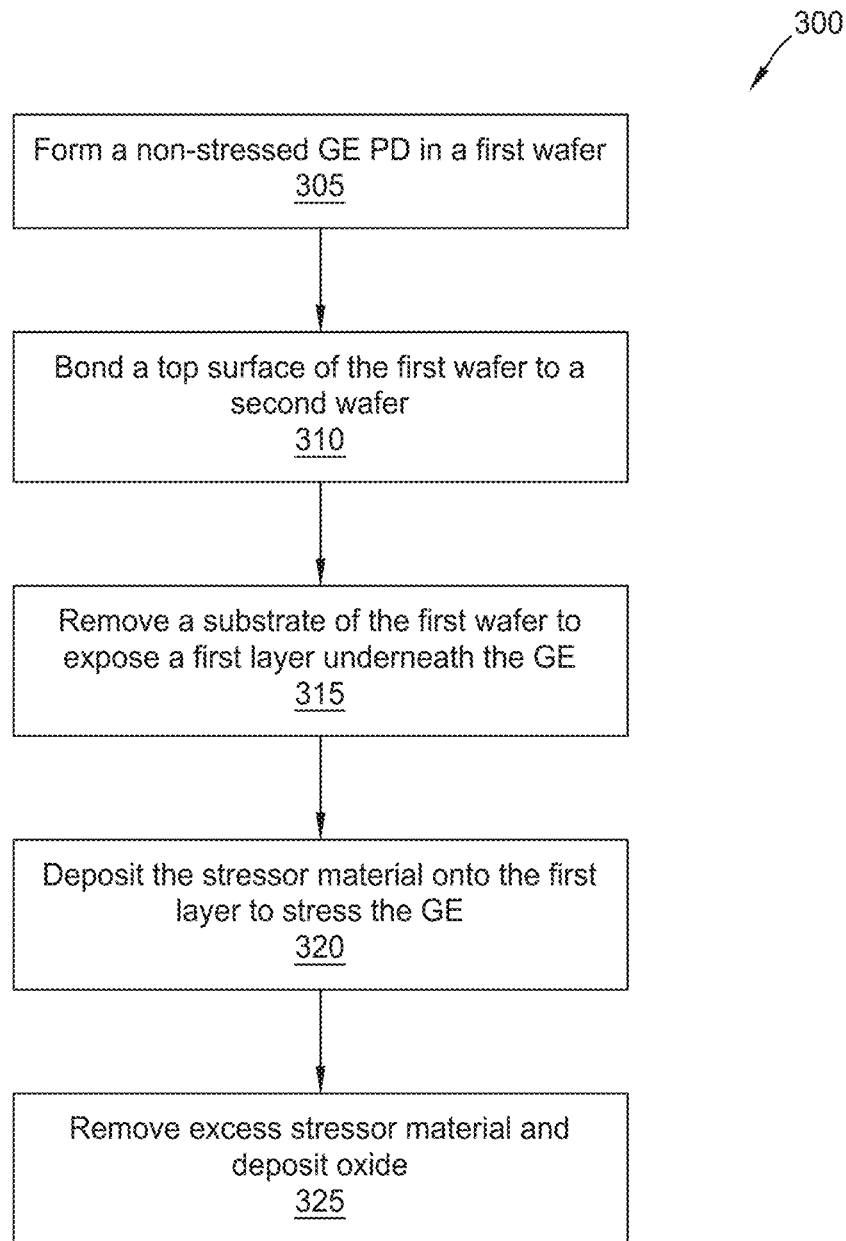 300
Form a non-stressed GE PD in a first wafer
305
Bond a top surface of the first wafer to a
second wafer
310
Remove a substrate of the first wafer to
expose a first layer underneath the GE
315
Deposit the stressor material onto the first
layer to stress the GE
320
Remove excess stressor material and
deposit oxide
325